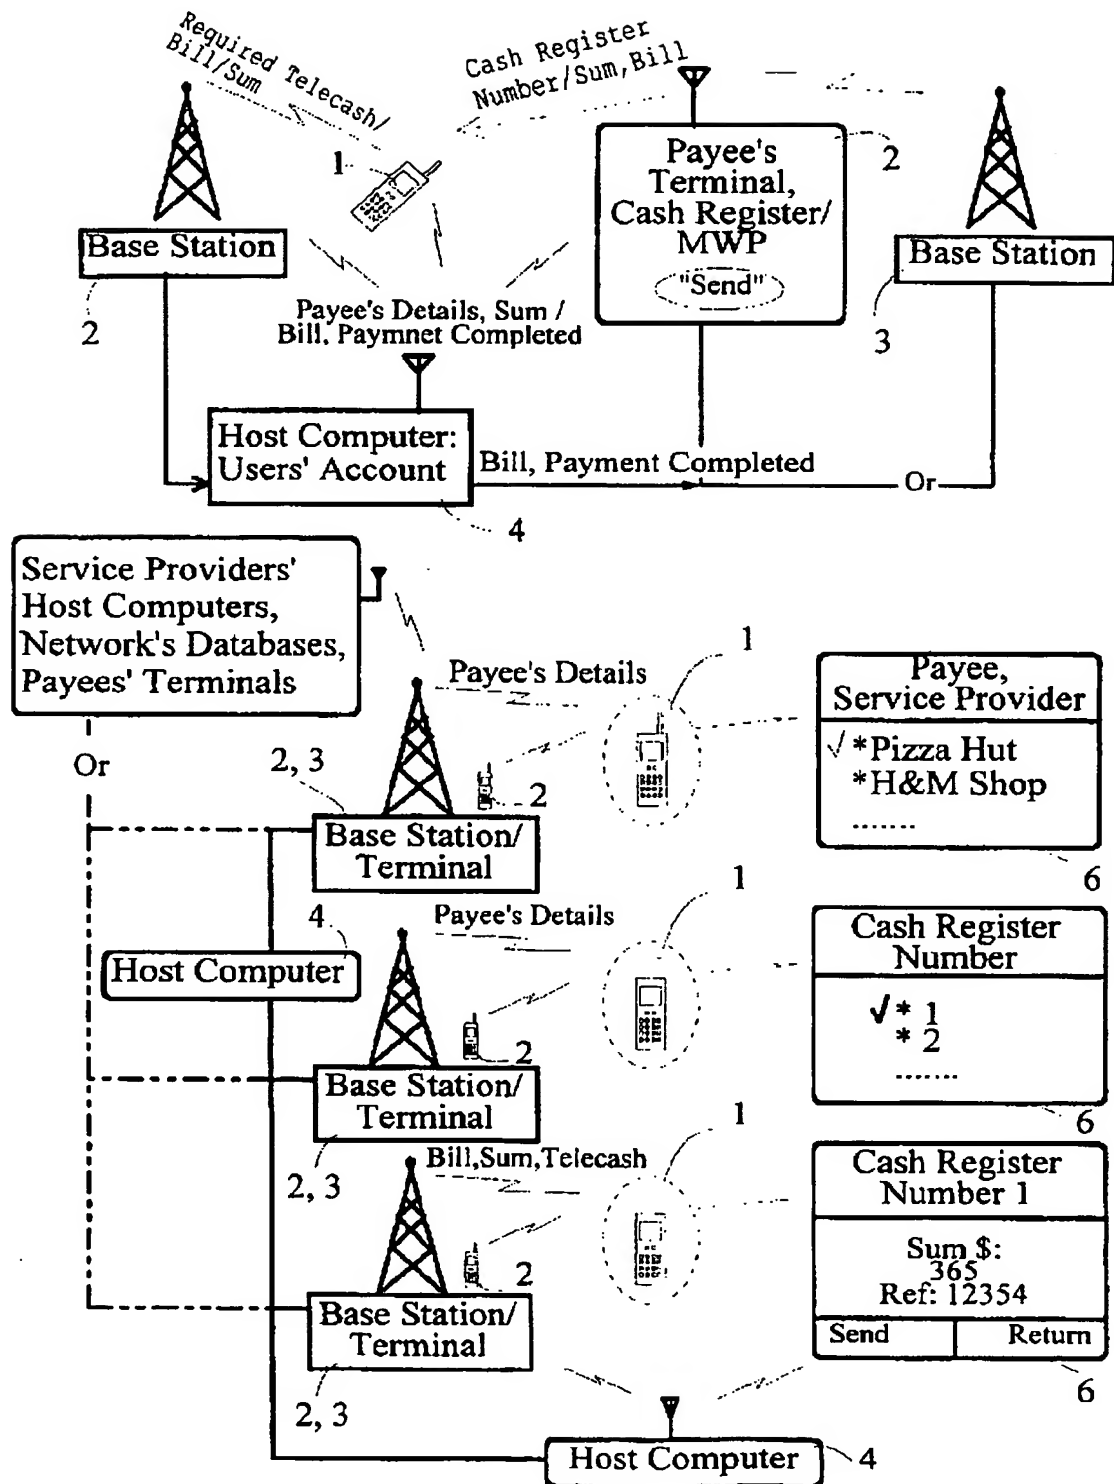 Required Telecash/
Bill/Sum
Cash Register
Number/Sum,Bill
1
Payee's
Terminal,
Cash Register/
MWP
"Send"
2
Base Station
2
Base Station
3
Payee's Details, Sum /
Bill, Paymnet Completed
Host Computer:
Users' Account
Bill, Payment Completed
Or
4
Service Providers'
Host Computers,
Network's Databases,
Payees' Terminals
Or
Payee's Details
1
2, 3
2
Base Station/
Terminal
Payee,
Service Provider
√ *Pizza Hut
*H&M Shop
.......
6
4
Host Computer
Payee's Details
1
2
Base Station/
Terminal
2, 3
Cash Register
Number
√* 1
* 2
.......
6
Bill,Sum,Telecash
1
2
Base Station/
Terminal
2, 3
Cash Register
Number 1
Sum $:
365
Ref: 12354
Send Return
6
Host Computer
4